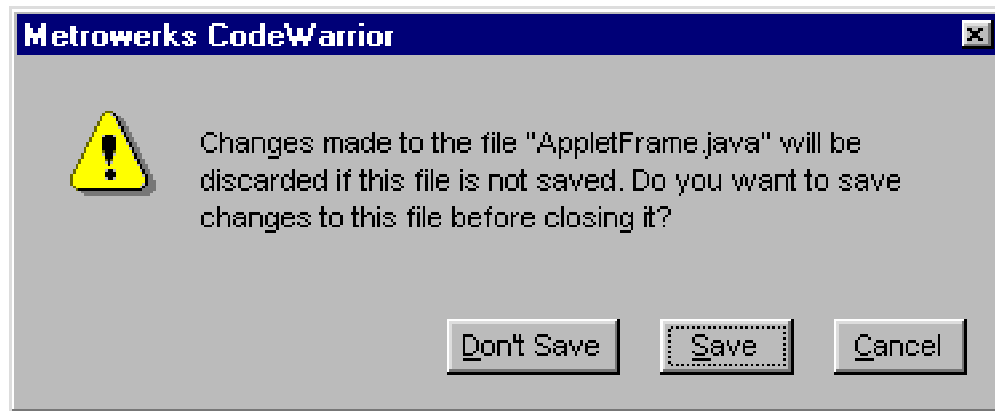 Metrowerks CodeWarrior
Changes made to the file "AppletFrame.java" will be
discarded if this file is not saved. Do you want to save
changes to this file before closing it?
Don't Save Save Cancel